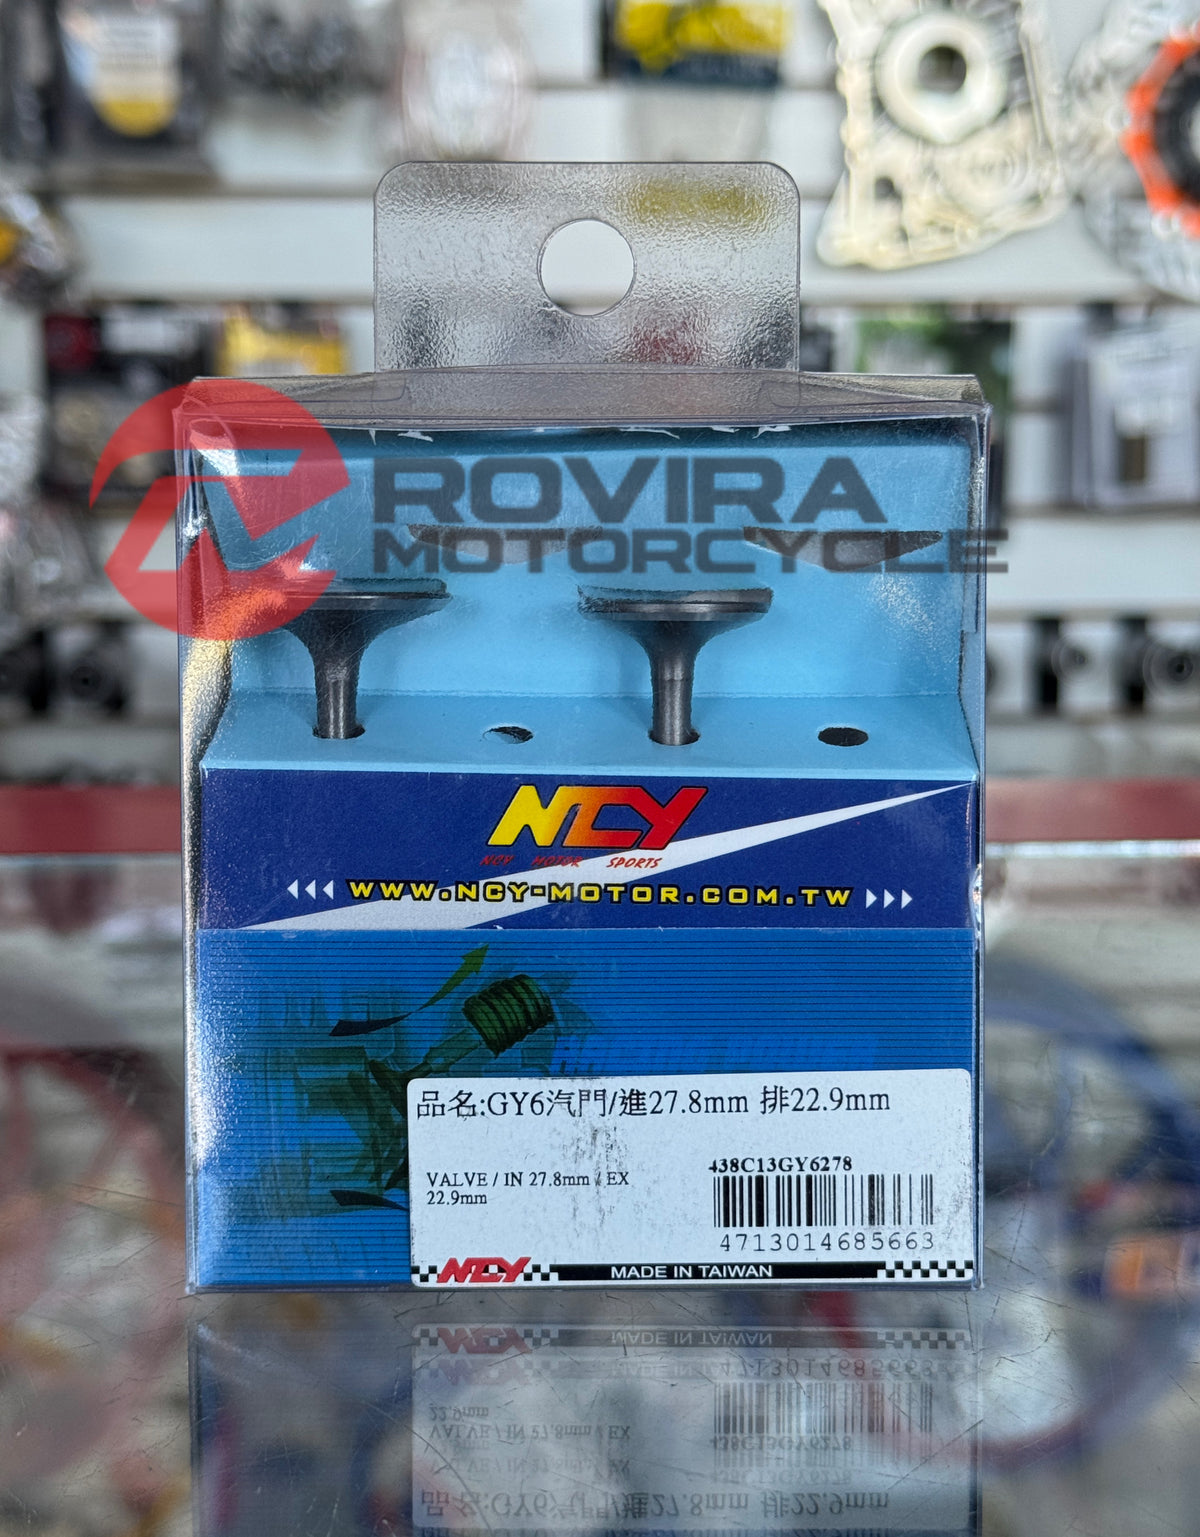 ROVIRA
MOTORCYCLE
NCY
NCY MOTOR SPORTS
WWW.NCY-MOTOR.COM.TW
品名:GY6汽門/進27.8mm 排22.9mm
438C13GY6278
VALVE / IN 27.8mm / EX
22.9mm
4713014685663
NCY
MADE IN TAIWAN